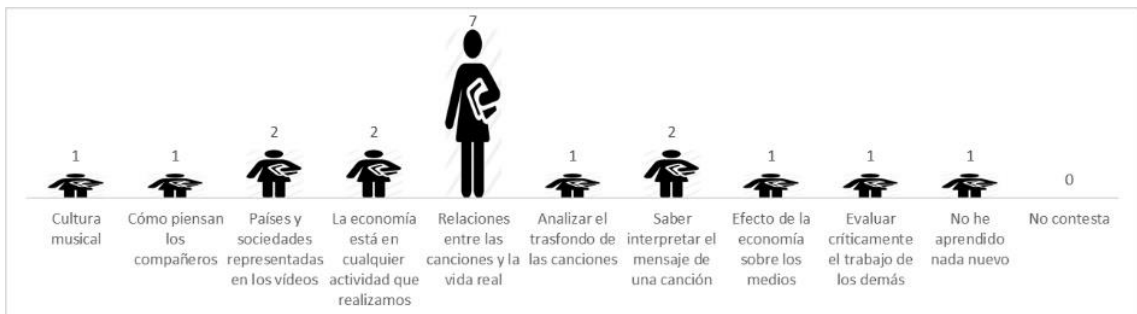 7
2
2
2
1
1
1
1
1
1
0
Cultura
musical
Cómo piensan
los
compañeros
Países y
sociedades
representadas
en los vídeos
La economía
está en
cualquier
actividad que
realizamos
Relaciones
entre las
canciones y la
vida real
Analizar el
trasfondo de
las canciones
Saber
interpretar el
mensaje de
una canción
Efecto de la
economía
sobre los
medios
Evaluar
críticamente
el trabajo de
los demás
No he
aprendido
nada nuevo
No contesta